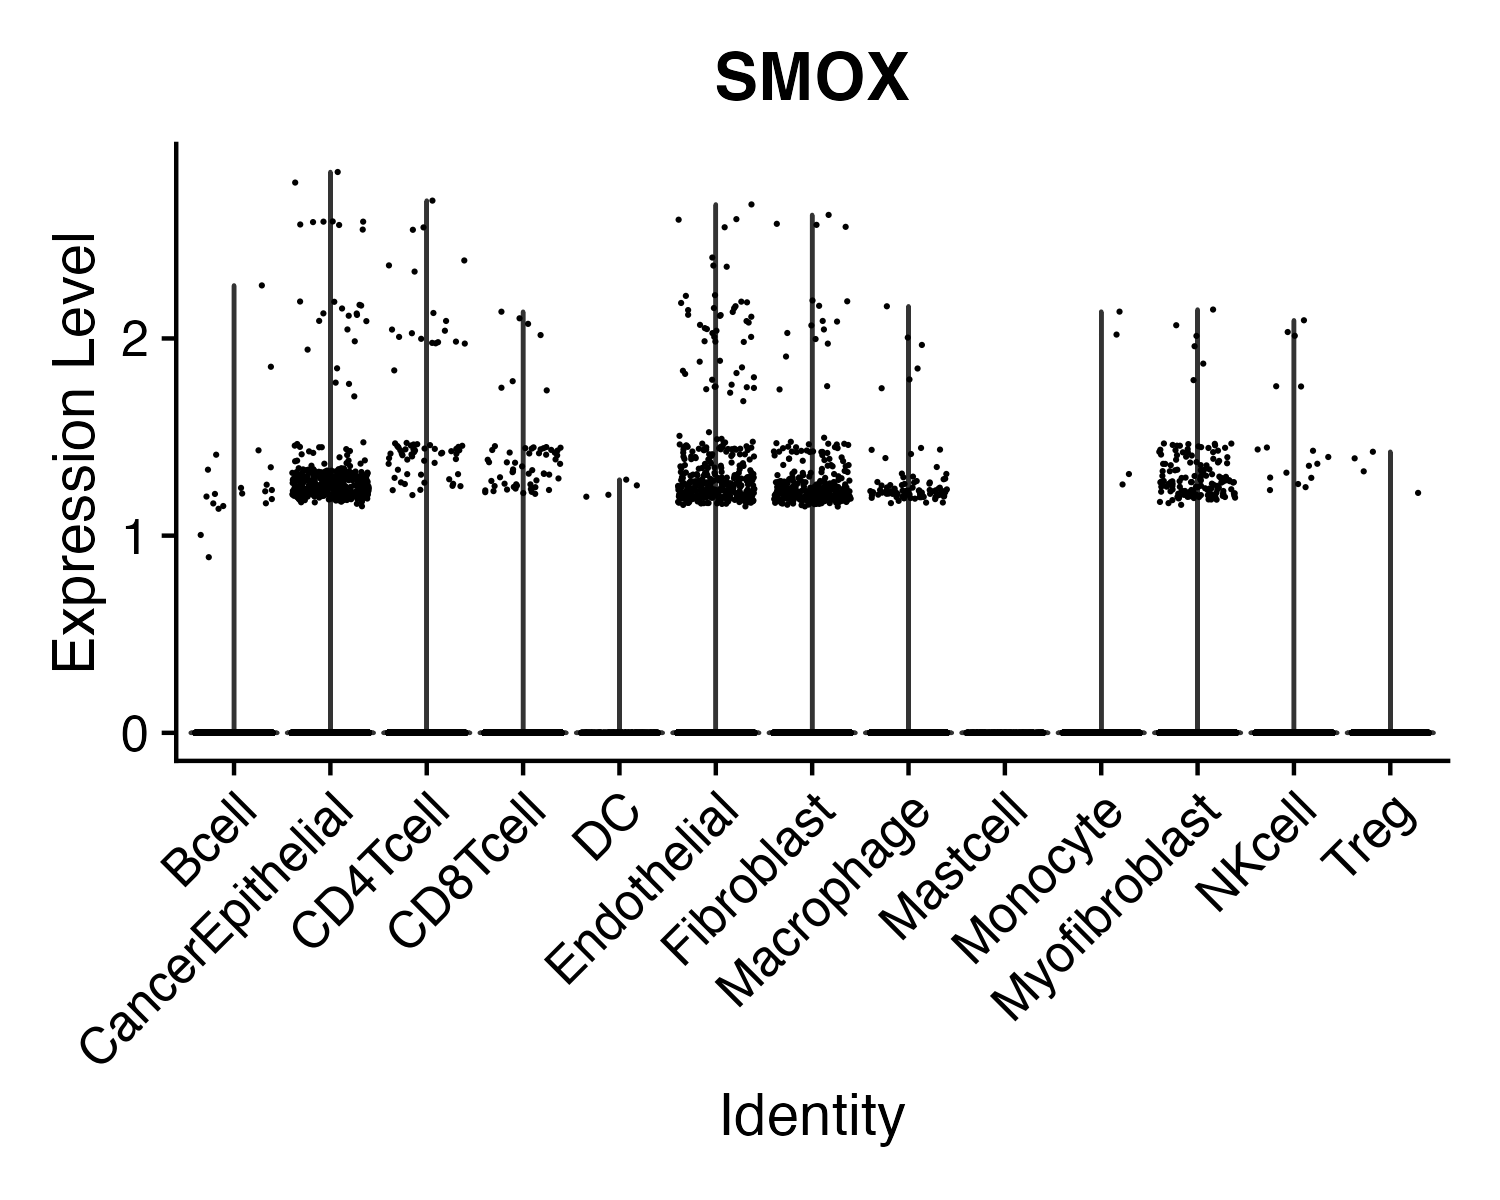 SMOX
Expression Level
2
1
0
Bcell
CancerEpithelial
CD4Tcell
CD8Tcell
DC
Endothelial
Fibroblast
Macrophage
Mastcell
Monocyte
Myofibroblast
NKcell
Treg
Identity